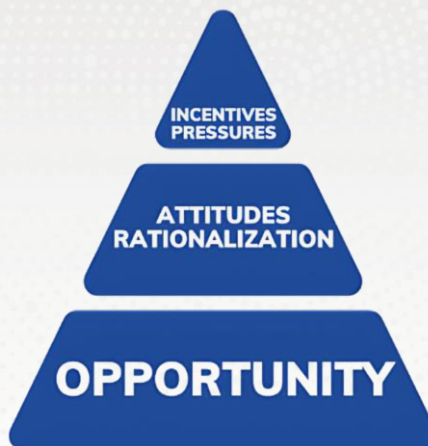 INCENTIVES
PRESSURES
ATTITUDES
RATIONALIZATION
OPPORTUNITY